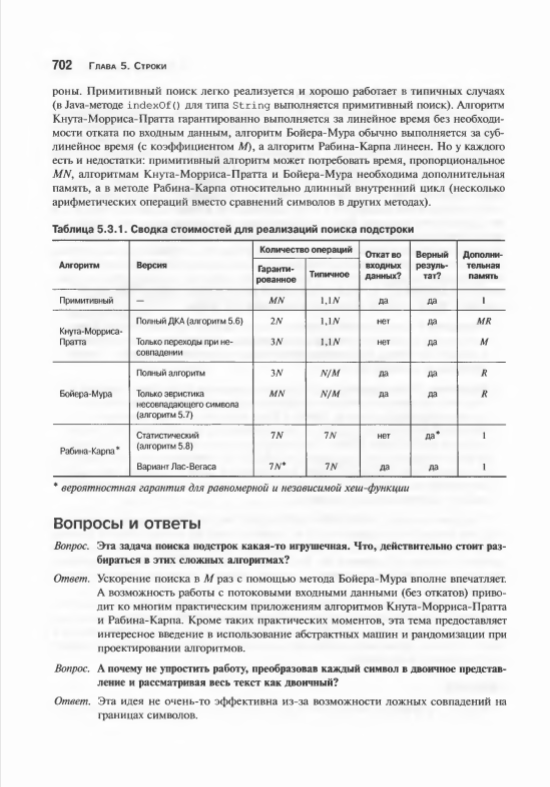 702 Глава 5. Строки
роны. Примитивный поиск легко реализуется и хорошо работает в типичных случаях
(в Java-методе indexOf() для типа String выполняется примитивный поиск). Алгоритм
Кнута-Морриса-Пратта гарантированно выполняется за линейное время без необходи-
мости отката по входным данным, алгоритм Бойера-Мура обычно выполняется за суб-
линейное время (с коэффициентом M), а алгоритм Рабина-Карпа линеен. Но у каждого
есть и недостатки: примитивный алгоритм может потребовать время, пропорциональное
MN, алгоритмам Кнута-Морриса-Пратта и Бойера-Мура необходима дополнительная
память, а в методе Рабина-Карпа относительно длинный внутренний цикл (несколько
арифметических операций вместо сравнений символов в других методах).
Таблица 5.3.1. Сводка стоимостей для реализаций поиска подстроки
Алгоритм Версия Количество операций Откат во входных данных? Верный резуль-тат? Дополни-тельная память
Гаранти-рованное Типичное
Примитивный — MN 1,1N да да 1
Кнута-Морриса-Пратта Полный ДКА (алгоритм 5.6) 2N 1,1N нет да MR
Только переходы при не-совпадении 3N 1,1N нет да M
Бойера-Мура Полный алгоритм 3N N/M да да R
Только эвристика несовпадающего символа (алгоритм 5.7) MN N/M да да R
Рабина-Карпа* Статистический (алгоритм 5.8) 7N 7N нет да* 1
Вариант Лас-Вегаса 7N* 7N да да 1
* вероятностная гарантия для равномерной и независимой хеш-функции
Вопросы и ответы
Вопрос. Эта задача поиска подстрок какая-то игрушечная. Что, действительно стоит раз-
бираться в этих сложных алгоритмах?
Ответ. Ускорение поиска в M раз с помощью метода Бойера-Мура вполне впечатляет.
А возможность работы с потоковыми входными данными (без откатов) приво-
дит ко многим практическим приложениям алгоритмов Кнута-Морриса-Пратта
и Рабина-Карпа. Кроме таких практических моментов, эта тема предоставляет
интересное введение в использование абстрактных машин и рандомизации при
проектировании алгоритмов.
Вопрос. А почему не упростить работу, преобразовав каждый символ в двоичное представ-
ление и рассматривая весь текст как двоичный?
Ответ. Эта идея не очень-то эффективна из-за возможности ложных совпадений на
границах символов.